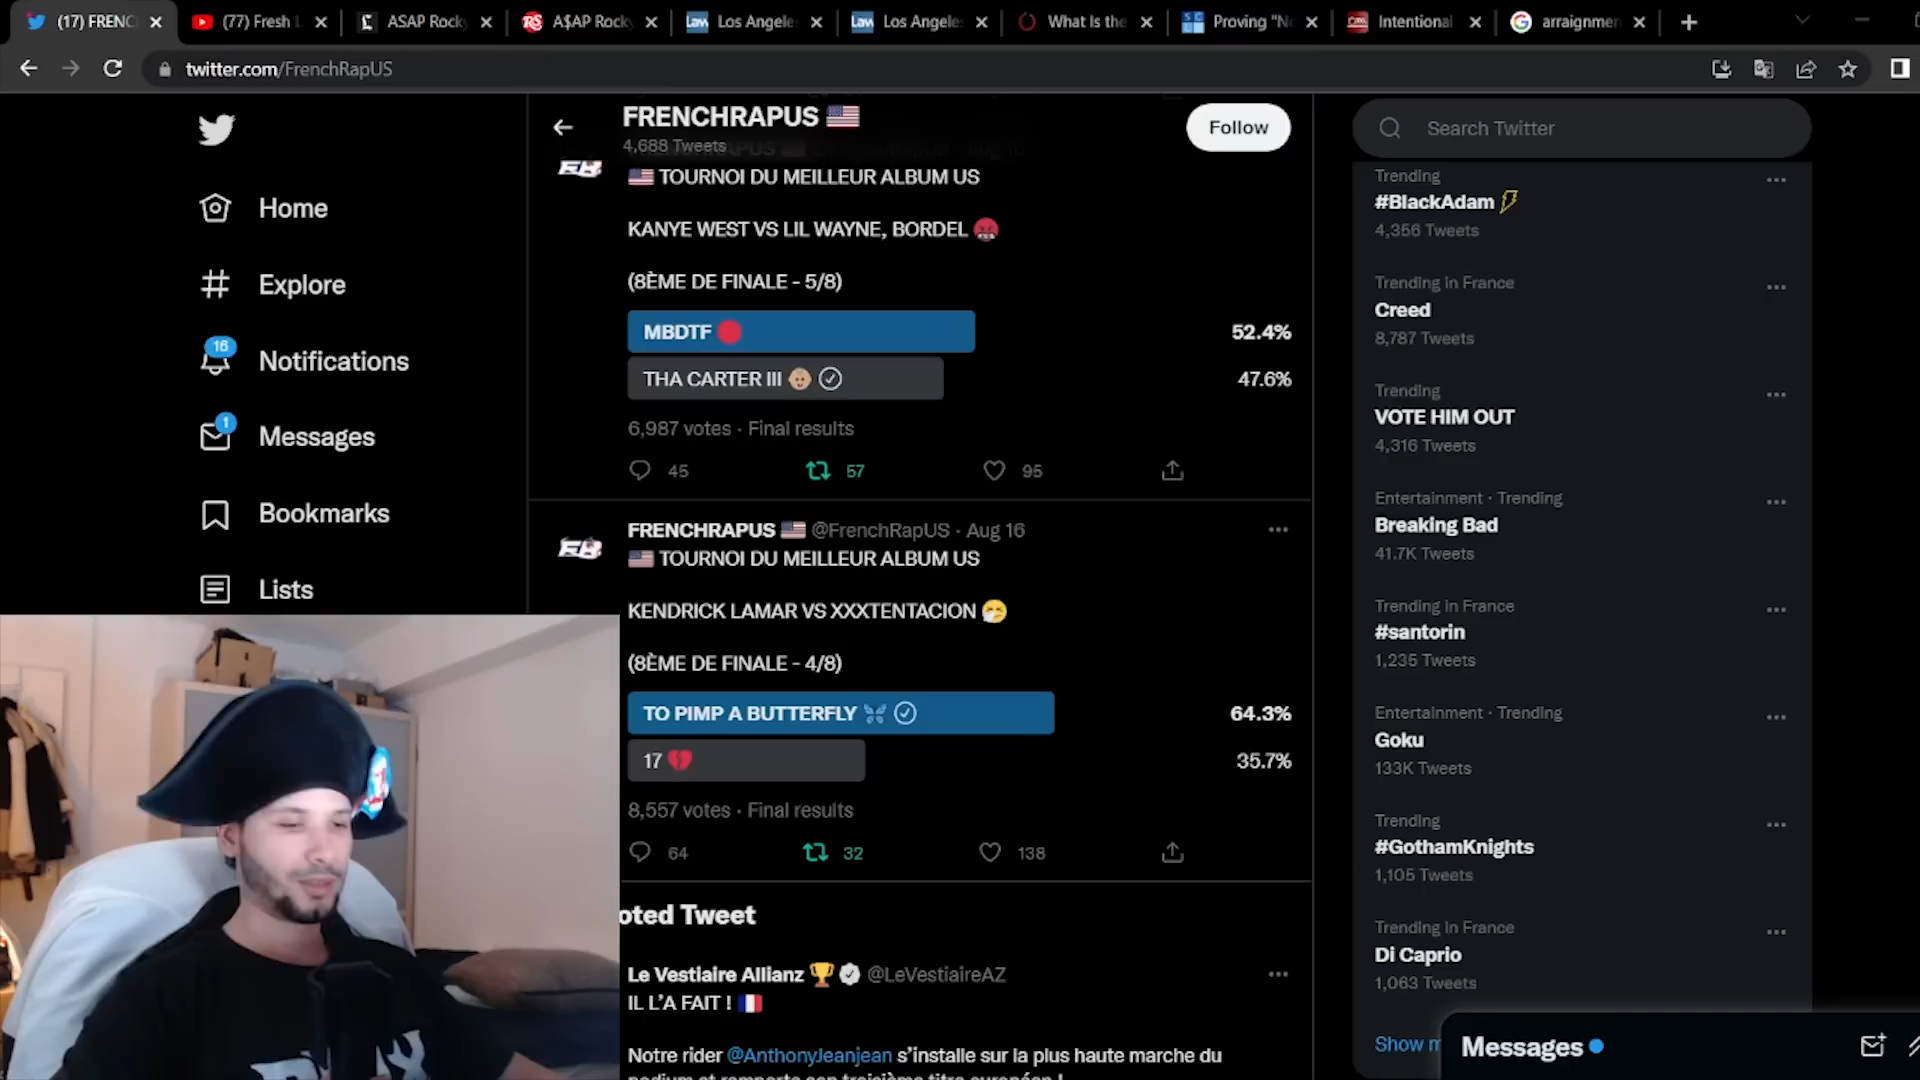 (17) FRENC
(77) Fresh L
ASAP Rocky
A$AP Rocky
Los Angele
Los Angele
What Is the
Proving "N
Intentional
arraignmen
twitter.com/FrenchRapUS
Home
Explore
16
Notifications
1
Messages
Bookmarks
Lists
FRENCHRAPUS 🇺🇸
4,688 Tweets
Follow
🇺🇸 TOURNOI DU MEILLEUR ALBUM US
KANYE WEST VS LIL WAYNE, BORDEL 🤬
(8ÈME DE FINALE - 5/8)
MBDTF 🔴 52.4%
THA CARTER III 👶🏽 47.6%
6,987 votes · Final results
45 57 95
FRENCHRAPUS 🇺🇸 @FrenchRapUS · Aug 16
🇺🇸 TOURNOI DU MEILLEUR ALBUM US
KENDRICK LAMAR VS XXXTENTACION 🤧
(8ÈME DE FINALE - 4/8)
TO PIMP A BUTTERFLY 🦋 64.3%
17 💔 35.7%
8,557 votes · Final results
64 32 138
oted Tweet
Le Vestiaire Allianz 🏆 @LeVestiaireAZ
IL L'A FAIT ! 🇫🇷
Notre rider @AnthonyJeanjean s'installe sur la plus haute marche du
podium et remporte son troisième titre européen !
Search Twitter
Trending
#BlackAdam
4,356 Tweets
Trending in France
Creed
8,787 Tweets
Trending
VOTE HIM OUT
4,316 Tweets
Entertainment · Trending
Breaking Bad
41.7K Tweets
Trending in France
#santorin
1,235 Tweets
Entertainment · Trending
Goku
133K Tweets
Trending
#GothamKnights
1,105 Tweets
Trending in France
Di Caprio
1,063 Tweets
Show m
Messages